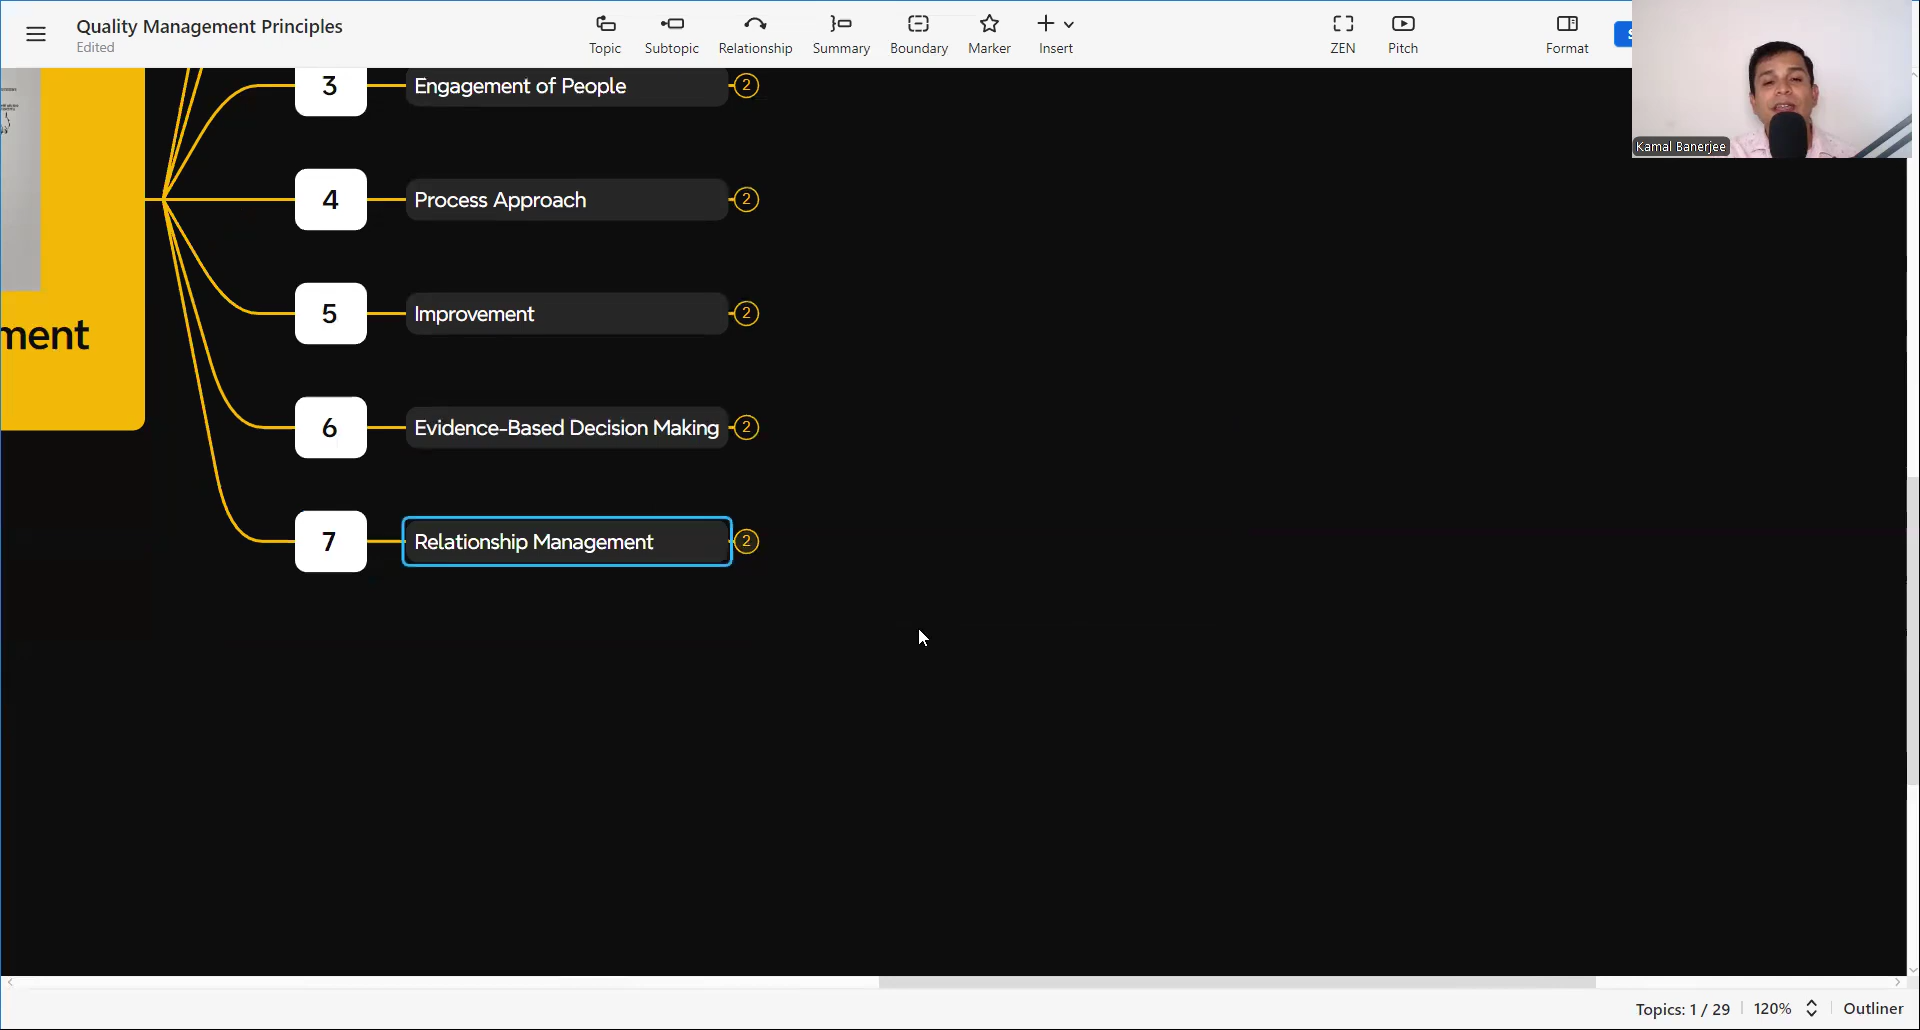 Quality Management Principles
Edited
Topic
Subtopic
Relationship
Summary
Boundary
Marker
Insert
ZEN
Pitch
Format
Kamal Banerjee
3
Engagement of People
2
4
Process Approach
2
5
Improvement
2
ment
6
Evidence-Based Decision Making
2
7
Relationship Management
2
Topics: 1 / 29
120%
Outliner